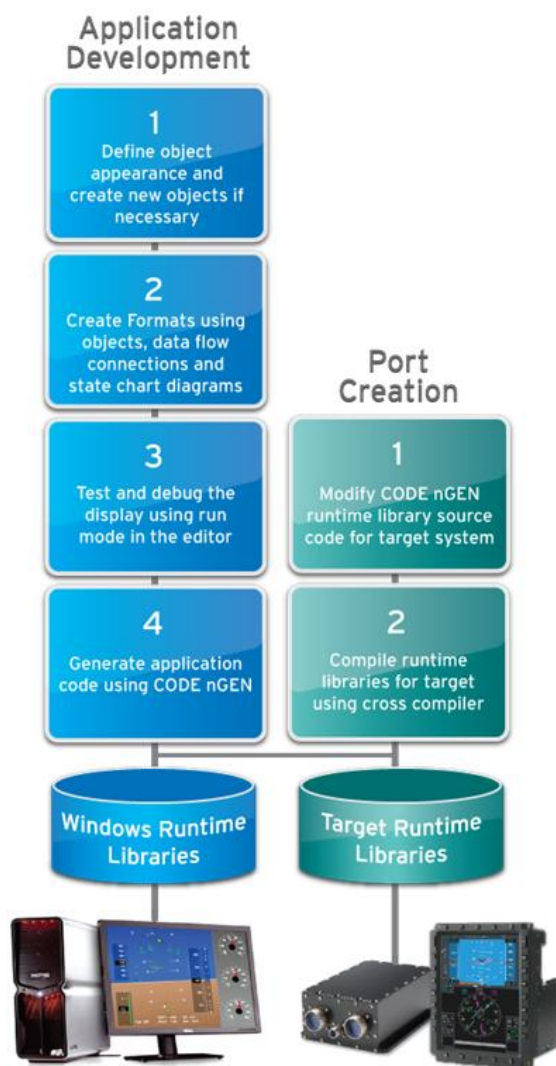 Application
Development
1
Define object
appearance and
create new objects if
necessary
2
Create Formats using
objects, data flow
connections and
state chart diagrams
3
Test and debug the
display using run
mode in the editor
4
Generate application
code using CODE nGEN
Port
Creation
1
Modify CODE nGEN
runtime library source
code for target system
2
Compile runtime
libraries for target
using cross compiler
Windows Runtime
Libraries
Target Runtime
Libraries